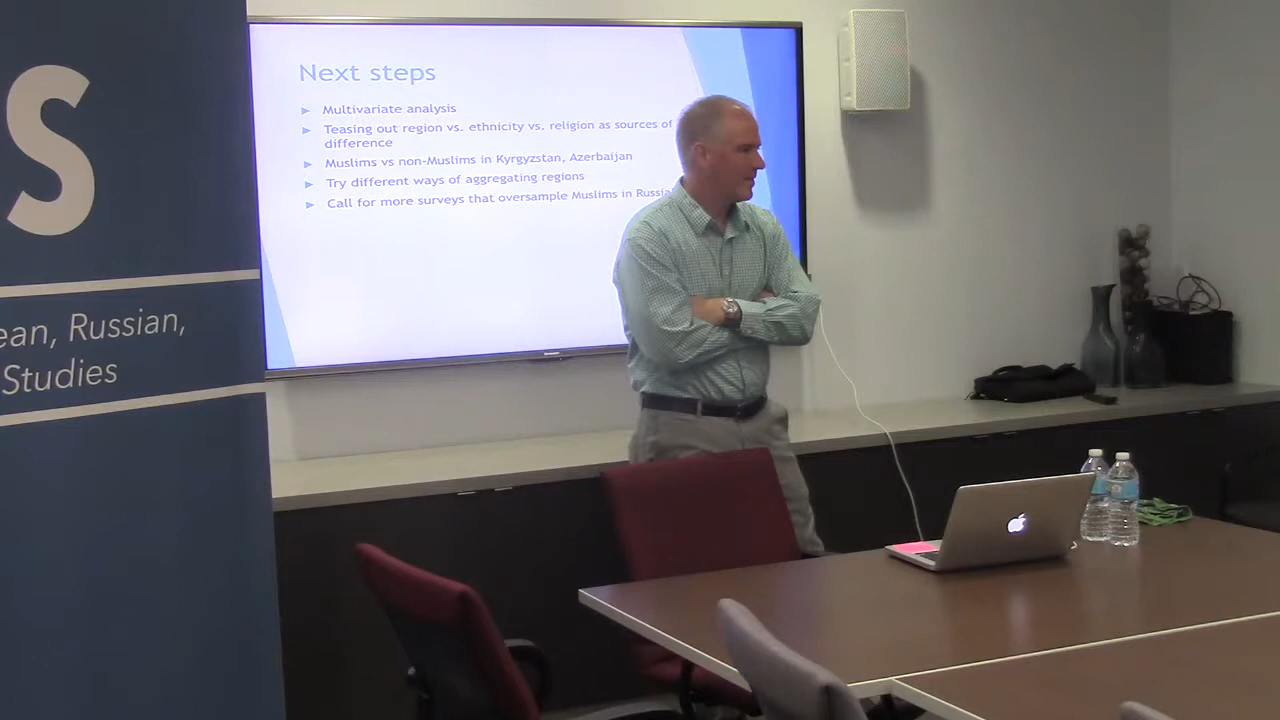 S
ean, Russian,
Studies
Next steps
Multivariate analysis
Teasing out region vs. ethnicity vs. religion as sources of
difference
Muslims vs non-Muslims in Kyrgyzstan, Azerbaijan
Try different ways of aggregating regions
Call for more surveys that oversample Muslims in Russia